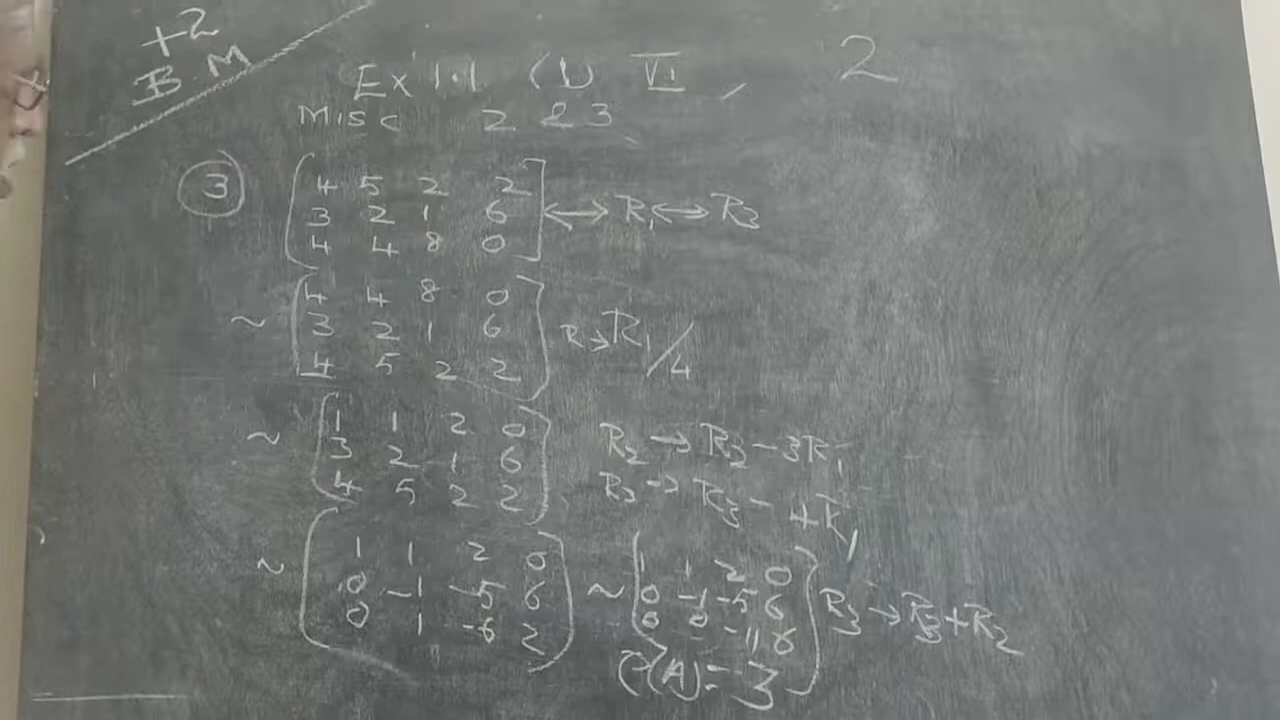 +2
B.M
Ex 1.1 (1) VI, 2
Misc 2 & 3
3
4 5 2 2
3 2 1 6 ↔ R1 ↔ R3
4 4 8 0
4 4 8 0
~ 3 2 1 6 R→R1/4
4 5 2 2
1 1 2 0
~ 3 2 1 6 R2 → R2 - 3R1
4 5 2 2 R3 → R3 - 4R1
1 1 2 0 1 1 2 0
~ 0 -1 -5 6 ~ 0 -1 -5 6 R3 → R3 + R2
0 1 -6 2 0 0 -11 8
ρ(A) = 3